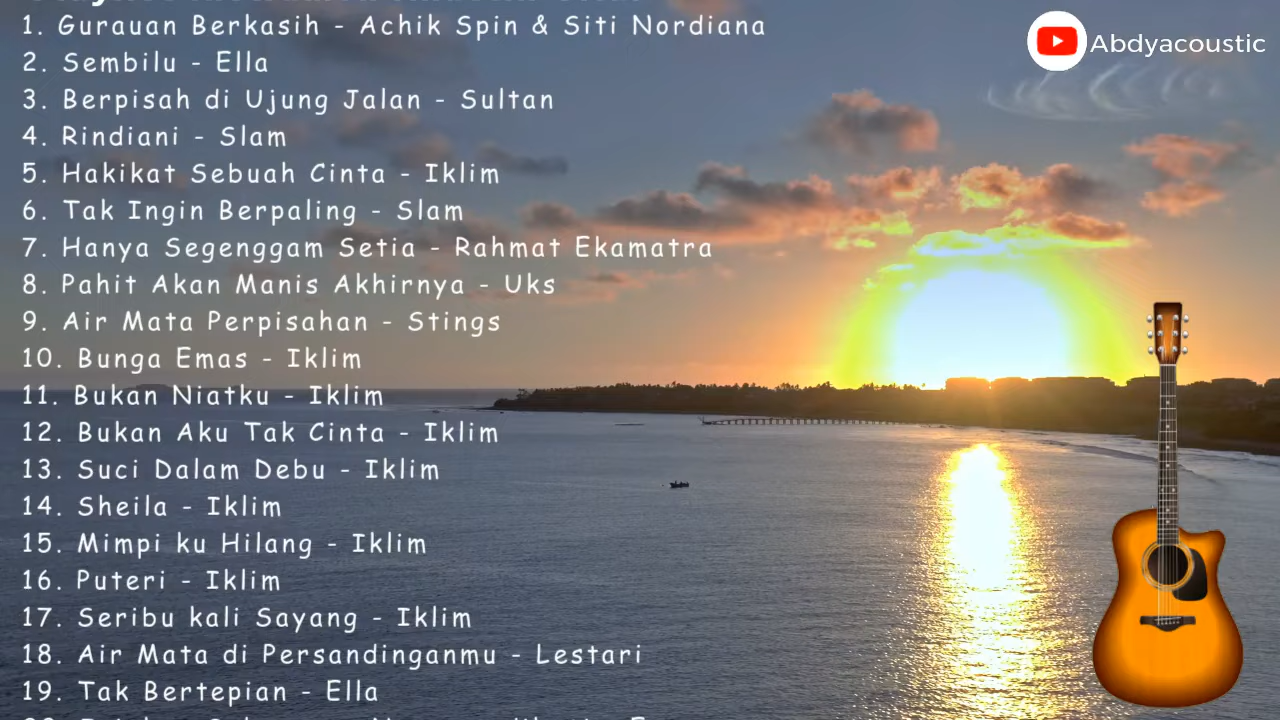 1. Gurauan Berkasih - Achik Spin & Siti Nordiana
Abdyacoustic
2. Sembilu - Ella
3. Berpisah di Ujung Jalan - Sultan
4. Rindiani - Slam
5. Hakikat Sebuah Cinta - Iklim
6. Tak Ingin Berpaling - Slam
7. Hanya Segenggam Setia - Rahmat Ekamatra
8. Pahit Akan Manis Akhirnya - Uks
9. Air Mata Perpisahan - Stings
10. Bunga Emas - Iklim
11. Bukan Niatku - Iklim
12. Bukan Aku Tak Cinta - Iklim
13. Suci Dalam Debu - Iklim
14. Sheila - Iklim
15. Mimpi ku Hilang - Iklim
16. Puteri - Iklim
17. Seribu kali Sayang - Iklim
18. Air Mata di Persandinganmu - Lestari
19. Tak Bertepian - Ella